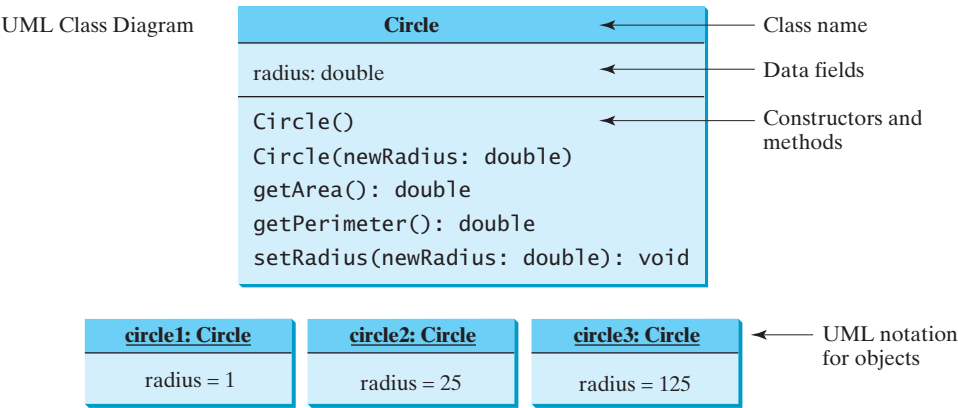 UML Class Diagram
Circle
Class name
radius: double
Data fields
Circle()
Constructors and
methods
Circle(newRadius: double)
getArea(): double
getPerimeter(): double
setRadius(newRadius: double): void
circle1: Circle
circle2: Circle
circle3: Circle
UML notation
for objects
radius = 1
radius = 25
radius = 125